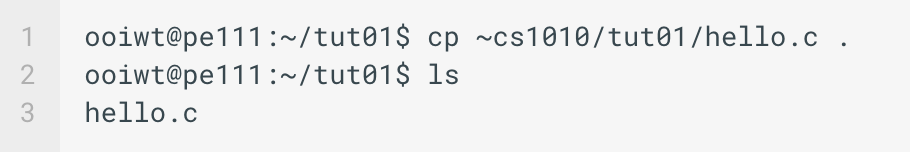 1 ooiwt@pe111:~/tut01$ cp ~cs1010/tut01/hello.c .
2 ooiwt@pe111:~/tut01$ ls
3 hello.c